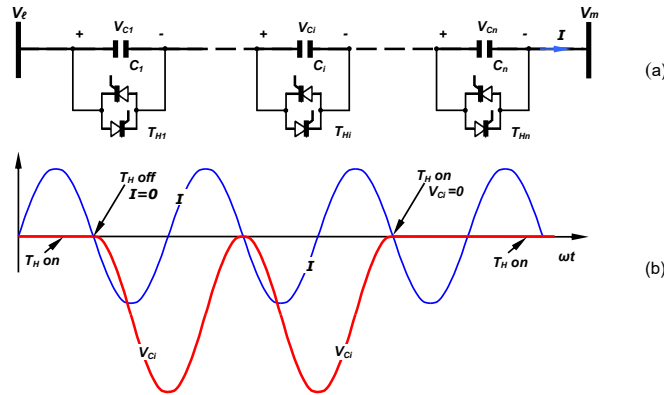 Vℓ VC1 VCi VCn Vm
+ - + - + - I
C1 Ci Cn
(a)
TH1 THi THn
TH off
I=0
I
TH on
VCi=0
TH on
TH on
ωt
I
(b)
VCi
VCi